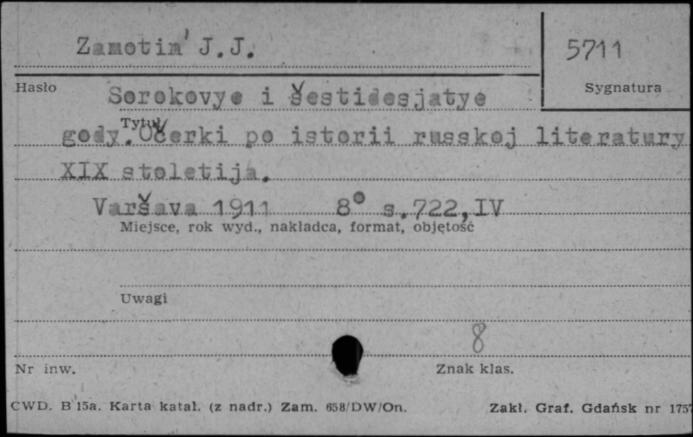 Zamotin' J.J.
5711
Hasło
Sygnatura
Sorokovye i šestidesjatye
Tytuł
gody. Očerki po istorii russkoj literatury
XIX stoletija.
Varšava 1911 8° s.722,IV
Miejsce, rok wyd., nakładca, format, objętość
Uwagi
8
Nr inw.
Znak klas.
CWD. B 15a. Karta katal. (z nadr.) Zam. 658/DW/On.
Zakł. Graf. Gdańsk nr 1757